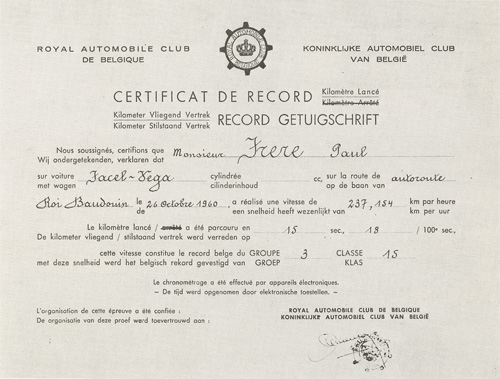 ROYAL AUTOMOBILE CLUB
DE BELGIQUE
KONINKLIJKE AUTOMOBIEL CLUB
VAN BELGIË
CERTIFICAT DE RECORD Kilomètre Lancé
Kilomètre Arrêté
Kilometer Vliegend Vertrek
Kilometer Stilstaand Vertrek
RECORD GETUIGSCHRIFT
Nous soussignés, certifions que Monsieur Frere Paul
Wij ondergetekenden, verklaren dat
sur voiture Facel-Vega cylindrée cc, sur la route de autoroute
met wagen cilinderinhoud op de baan van
Roi Baudouin le 26 Octobre 1960, a réalisé une vitesse de 237,154 km par heure
de een snelheid heeft wezenlijkt van km per uur
Le kilomètre lancé / arrêté a été parcouru en 15 sec, 18 / 100e sec,
De kilometer vliegend / stilstaand vertrek werd verreden op
cette vitesse constitue le record belge du GROUPE 3 CLASSE 15
met deze snelheid werd het belgisch rekord gevestigd van GROEP KLAS
Le chronométrage a été effectué par appareils électroniques.
– De tijd werd opgenomen door elektronische toestellen. –
L'organisation de cette épreuve a été confiée :
De organisatie van deze proef werd toevertrouwd aan :
ROYAL AUTOMOBILE CLUB DE BELGIQUE
KONINKLIJKE AUTOMOBIEL CLUB VAN BELGIË